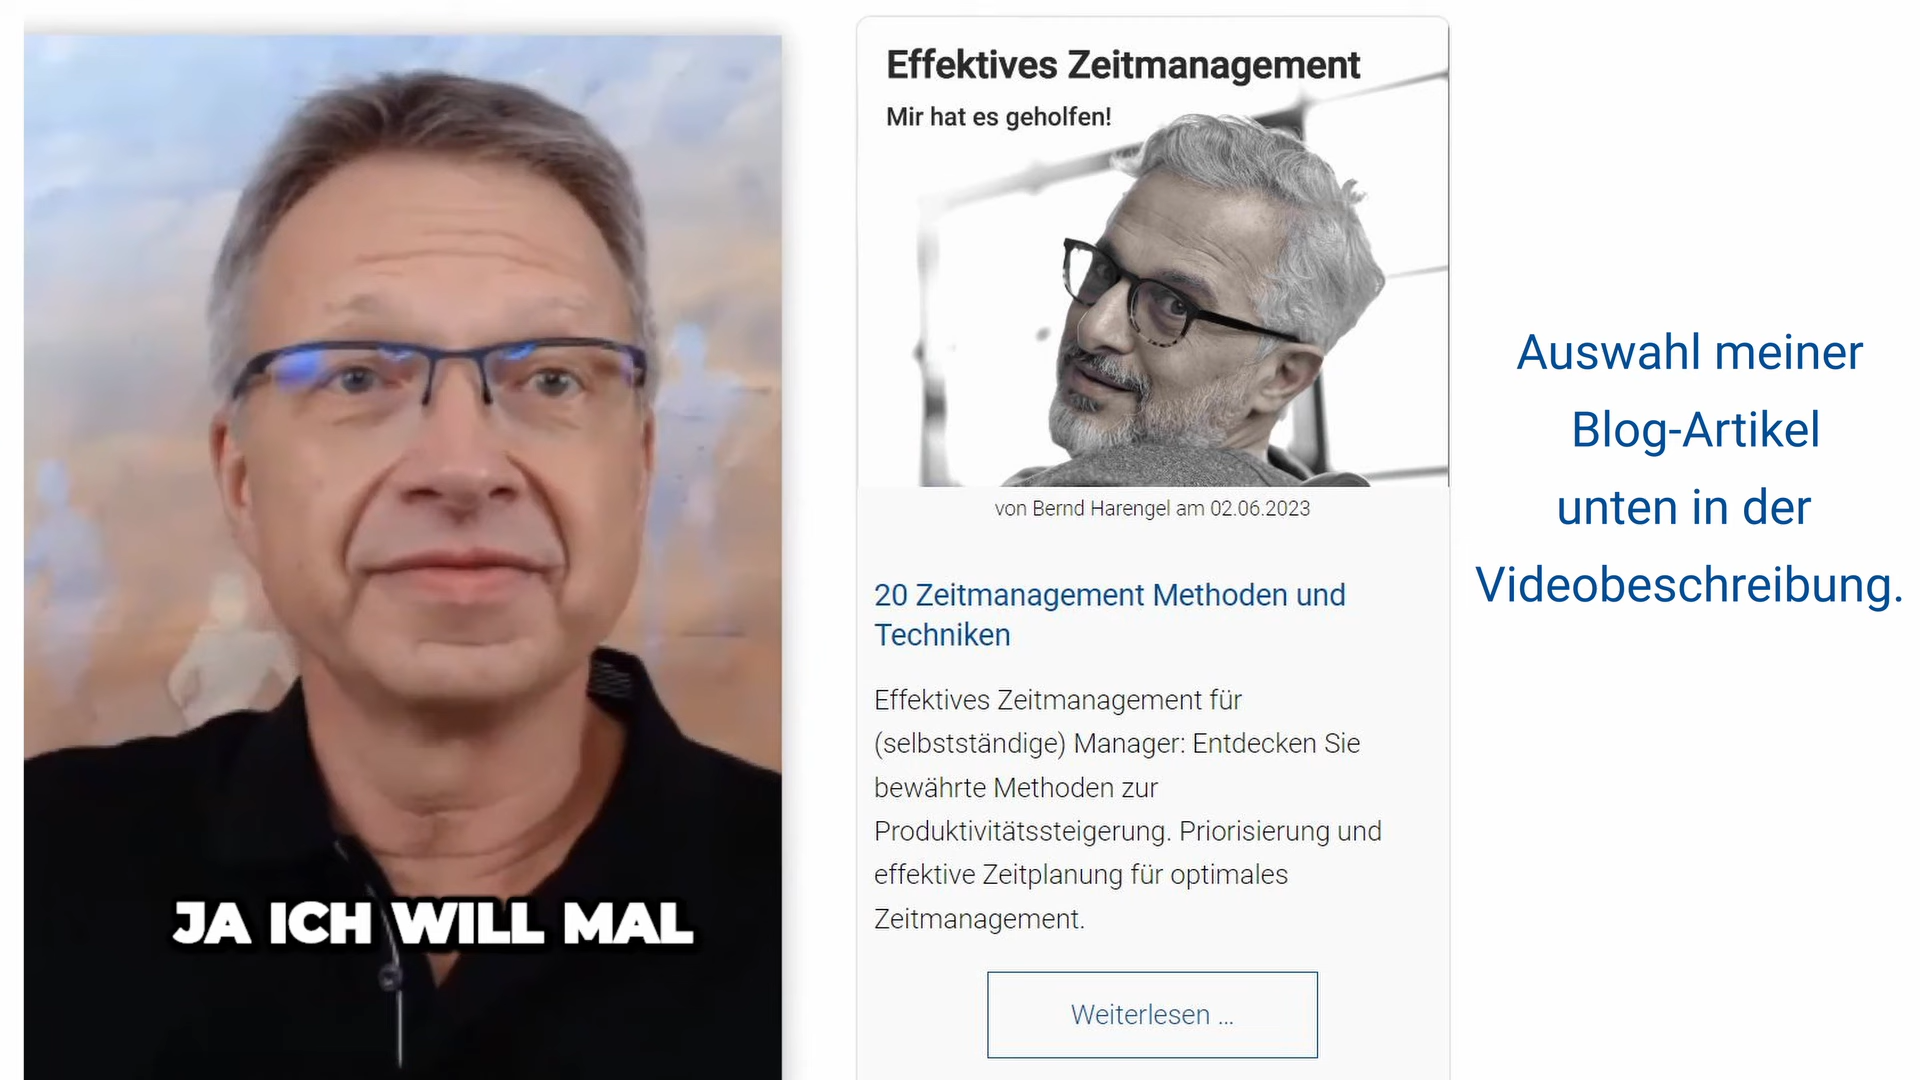 JA ICH WILL MAL
Effektives Zeitmanagement
Mir hat es geholfen!
von Bernd Harengel am 02.06.2023
20 Zeitmanagement Methoden und
Techniken
Effektives Zeitmanagement für
(selbstständige) Manager: Entdecken Sie
bewährte Methoden zur
Produktivitätssteigerung. Priorisierung und
effektive Zeitplanung für optimales
Zeitmanagement.
Weiterlesen ...
Auswahl meiner
Blog-Artikel
unten in der
Videobeschreibung.